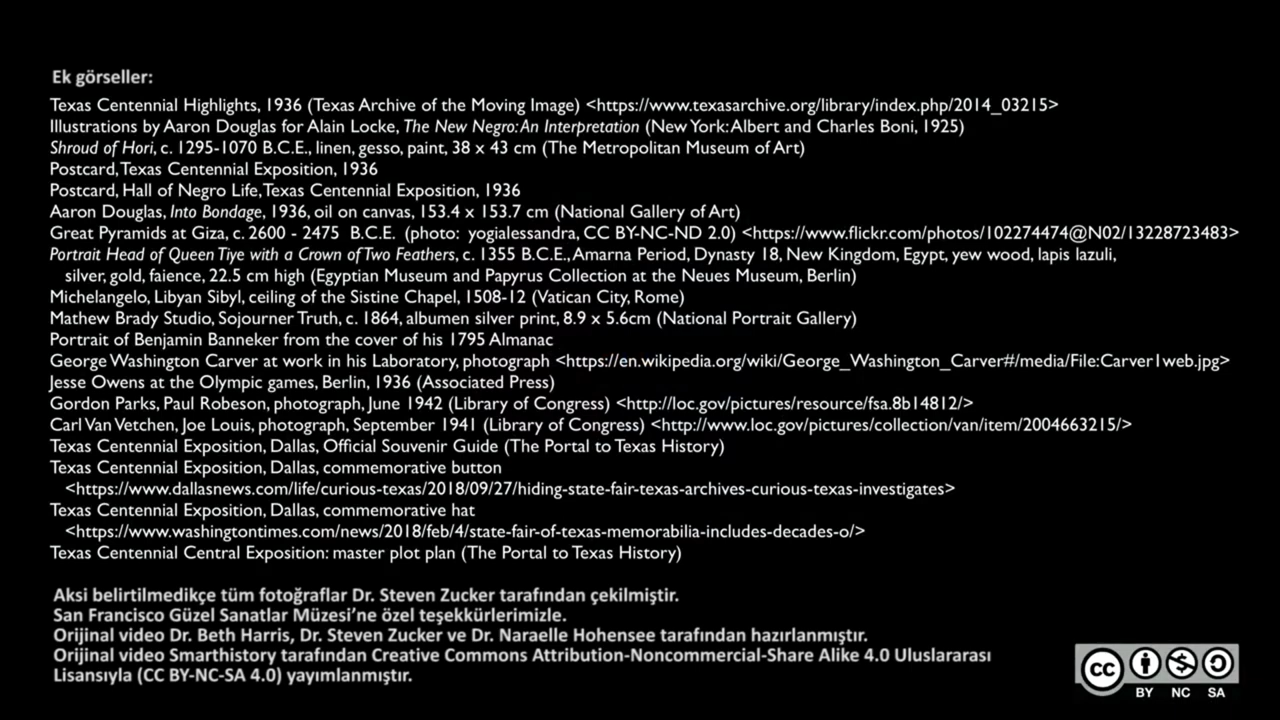 Ek görseller:
Texas Centennial Highlights, 1936 (Texas Archive of the Moving Image) <https://www.texasarchive.org/library/index.php/2014_03215>
Illustrations by Aaron Douglas for Alain Locke, The New Negro: An Interpretation (New York: Albert and Charles Boni, 1925)
Shroud of Hori, c. 1295-1070 B.C.E., linen, gesso, paint, 38 x 43 cm (The Metropolitan Museum of Art)
Postcard, Texas Centennial Exposition, 1936
Postcard, Hall of Negro Life, Texas Centennial Exposition, 1936
Aaron Douglas, Into Bondage, 1936, oil on canvas, 153.4 x 153.7 cm (National Gallery of Art)
Great Pyramids at Giza, c. 2600 - 2475 B.C.E. (photo: yogialessandra, CC BY-NC-ND 2.0) <https://www.flickr.com/photos/102274474@N02/13228723483>
Portrait Head of Queen Tiye with a Crown of Two Feathers, c. 1355 B.C.E., Amarna Period, Dynasty 18, New Kingdom, Egypt, yew wood, lapis lazuli,
silver, gold, faience, 22.5 cm high (Egyptian Museum and Papyrus Collection at the Neues Museum, Berlin)
Michelangelo, Libyan Sibyl, ceiling of the Sistine Chapel, 1508-12 (Vatican City, Rome)
Mathew Brady Studio, Sojourner Truth, c. 1864, albumen silver print, 8.9 x 5.6cm (National Portrait Gallery)
Portrait of Benjamin Banneker from the cover of his 1795 Almanac
George Washington Carver at work in his Laboratory, photograph <https://en.wikipedia.org/wiki/George_Washington_Carver#/media/File:Carver1web.jpg>
Jesse Owens at the Olympic games, Berlin, 1936 (Associated Press)
Gordon Parks, Paul Robeson, photograph, June 1942 (Library of Congress) <http://loc.gov/pictures/resource/fsa.8b14812/>
Carl Van Vetchen, Joe Louis, photograph, September 1941 (Library of Congress) <http://www.loc.gov/pictures/collection/van/item/2004663215/>
Texas Centennial Exposition, Dallas, Official Souvenir Guide (The Portal to Texas History)
Texas Centennial Exposition, Dallas, commemorative button
<https://www.dallasnews.com/life/curious-texas/2018/09/27/hiding-state-fair-texas-archives-curious-texas-investigates>
Texas Centennial Exposition, Dallas, commemorative hat
<https://www.washingtontimes.com/news/2018/feb/4/state-fair-of-texas-memorabilia-includes-decades-o/>
Texas Centennial Central Exposition: master plot plan (The Portal to Texas History)
Aksi belirtilmedikçe tüm fotoğraflar Dr. Steven Zucker tarafından çekilmiştir.
San Francisco Güzel Sanatlar Müzesi'ne özel teşekkürlerimizle.
Orijinal video Dr. Beth Harris, Dr. Steven Zucker ve Dr. Naraelle Hohensee tarafından hazırlanmıştır.
Orijinal video Smarthistory tarafından Creative Commons Attribution-Noncommercial-Share Alike 4.0 Uluslararası
Lisansıyla (CC BY-NC-SA 4.0) yayımlanmıştır.
cc
BY NC SA